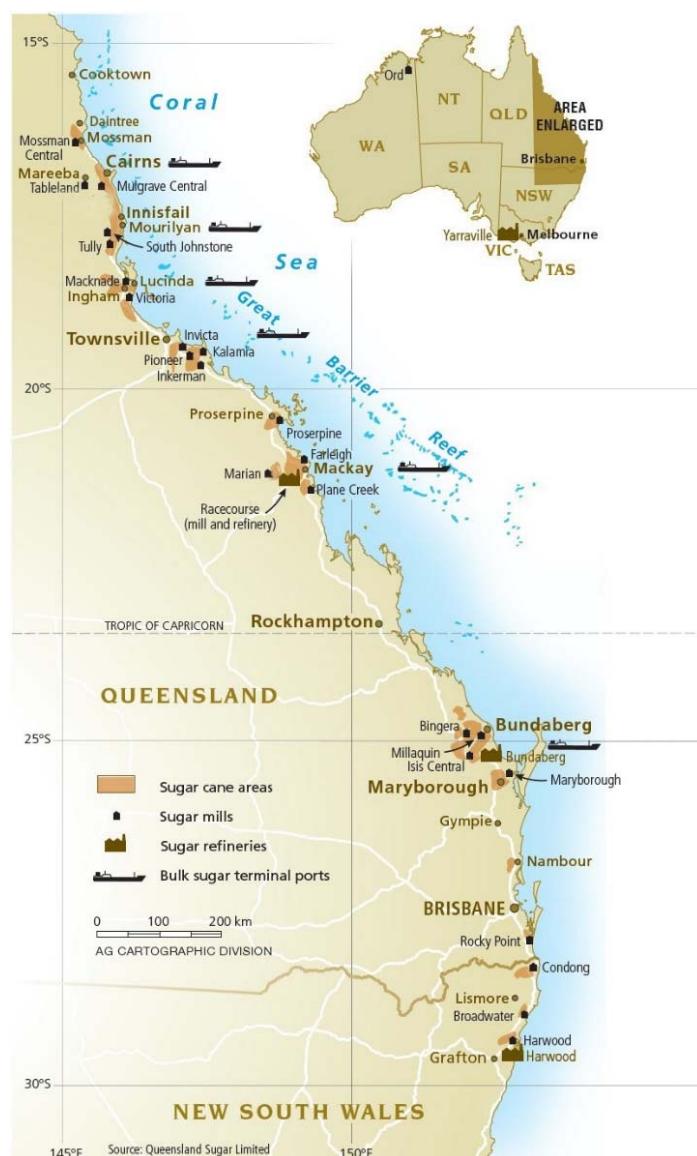 15°S
Cooktown
Coral
Daintree
Mossman
Mossman
Central
Cairns
Mareeba
Tableland
Mulgrave Central
Innisfail
Mourilyan
South Johnstone
Tully
Sea
Macknade
Lucinda
Ingham
Victoria
Great
Townsville
Invicta
Kalamia
Pioneer
Inkerman
Barrier
20°S
Proserpine
Proserpine
Reef
Farleigh
Mackay
Marian
Plane Creek
Racecourse
(mill and refinery)
Rockhampton
TROPIC OF CAPRICORN
QUEENSLAND
Bingera
Bundaberg
25°S
Millaquin
Isis Central
Bundaberg
Maryborough
Maryborough
Gympie
Nambour
BRISBANE
Rocky Point
Condong
Lismore
Broadwater
Harwood
Grafton
Harwood
30°S
NEW SOUTH WALES
145°E
150°E
Source: Queensland Sugar Limited
Sugar cane areas
Sugar mills
Sugar refineries
Bulk sugar terminal ports
0 100 200 km
AG CARTOGRAPHIC DIVISION
Ord
NT
QLD
AREA
ENLARGED
WA
SA
Brisbane
NSW
Yarraville
Melbourne
VIC
TAS